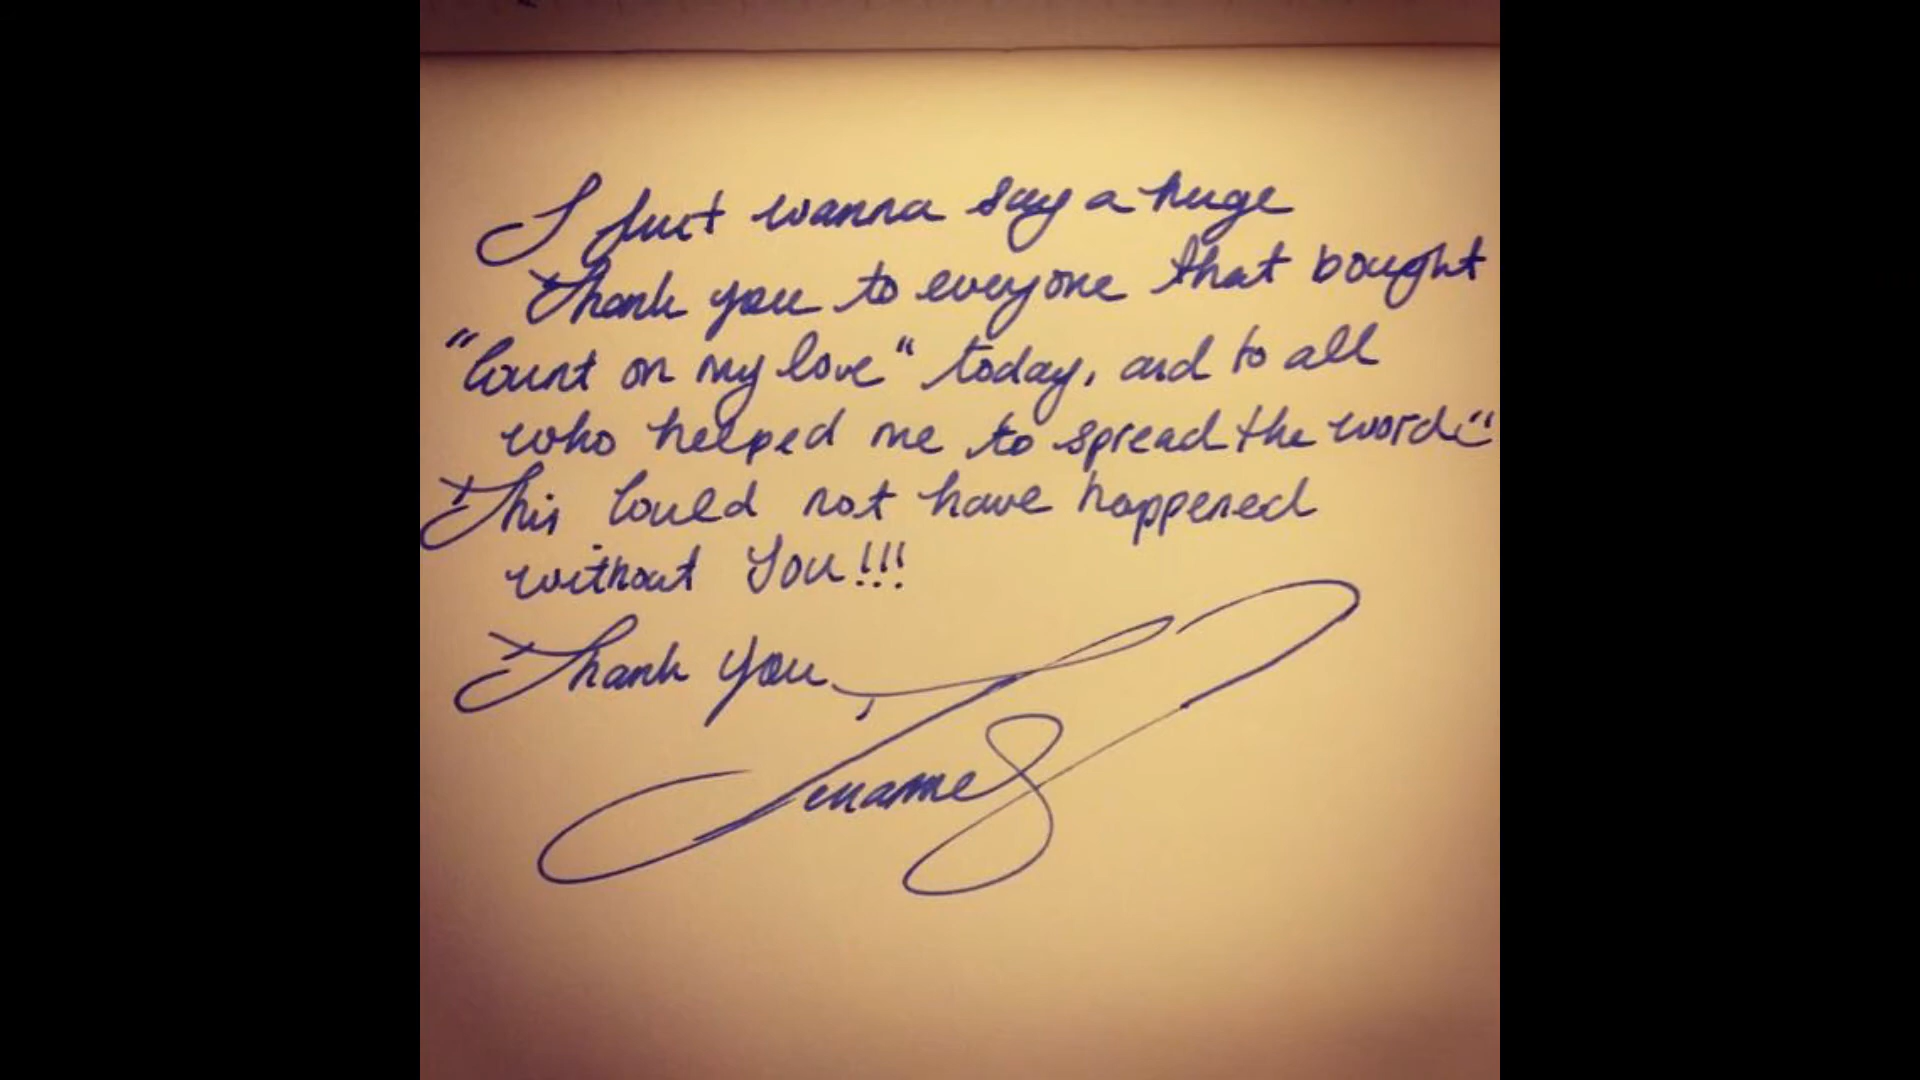 I just wanna say a huge
Thank you to everyone that bought
"Count on my love" today, and to all
who helped me to spread the word
This Could not have happened
without You!!!
Thank you,